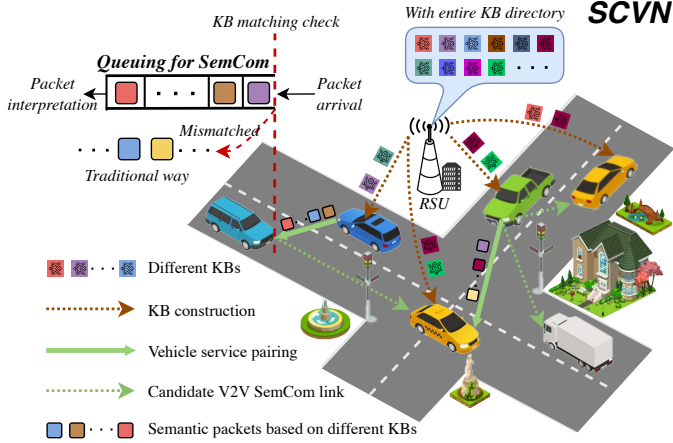 SCVN
KB matching check
With entire KB directory
Queuing for SemCom
Packet
interpretation
Packet
arrival
Mismatched
Traditional way
RSU
Different KBs
KB construction
Vehicle service pairing
Candidate V2V SemCom link
Semantic packets based on different KBs